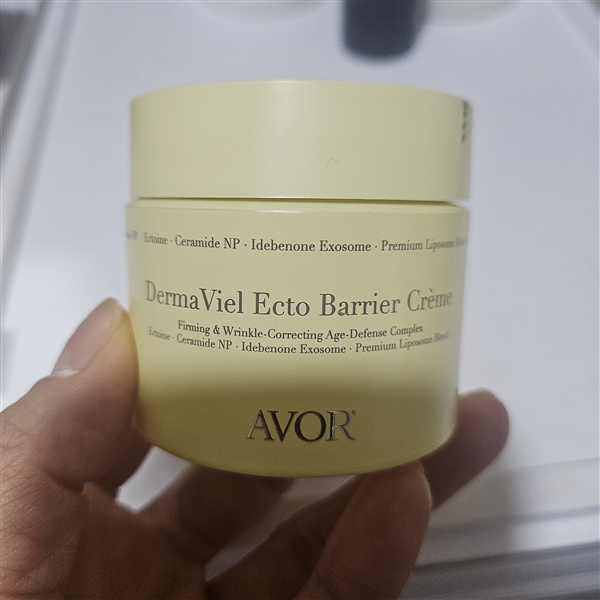 NP · Ectoine · Ceramide NP · Idebenone Exosome · Premium Liposome
DermaViel Ecto Barrier Crème
Firming & Wrinkle-Correcting Age-Defense Complex
Ectoine · Ceramide NP · Idebenone Exosome · Premium Liposome Blend
AVOR